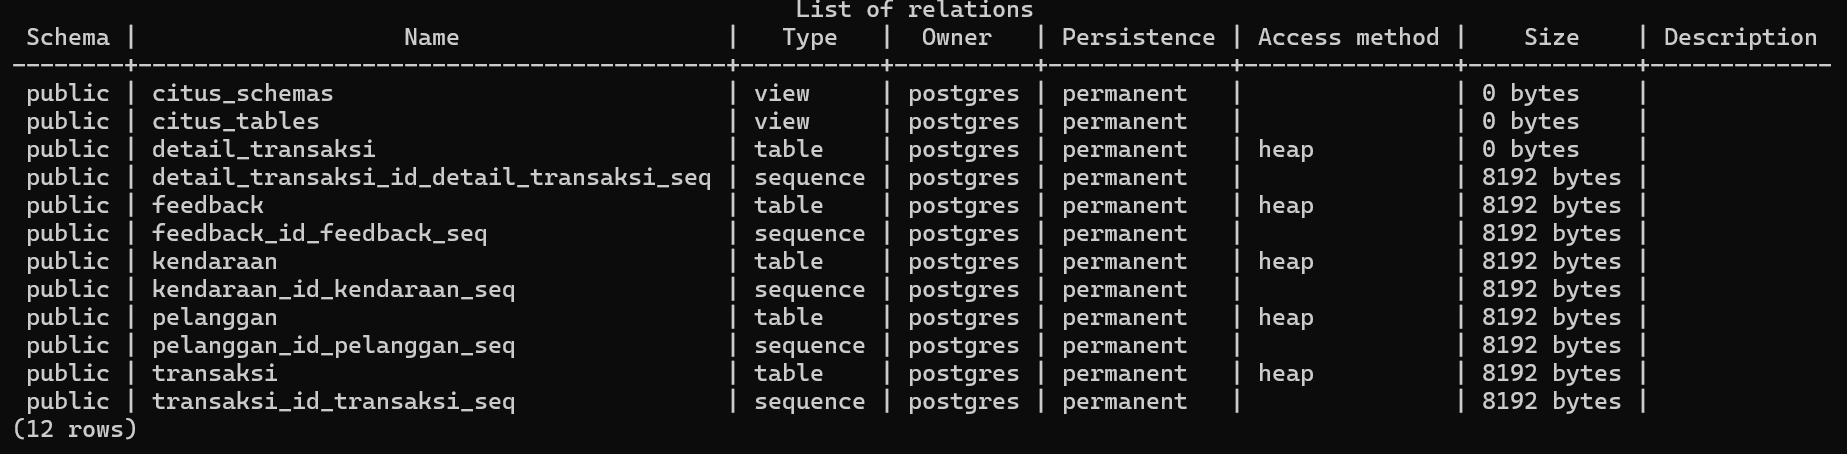 List of relations
 Schema |                   Name                   |   Type   |  Owner   | Persistence | Access method |    Size    | Description
--------+------------------------------------------+----------+----------+-------------+---------------+------------+-------------
 public | citus_schemas                            | view     | postgres | permanent   |               | 0 bytes    |
 public | citus_tables                             | view     | postgres | permanent   |               | 0 bytes    |
 public | detail_transaksi                         | table    | postgres | permanent   | heap          | 0 bytes    |
 public | detail_transaksi_id_detail_transaksi_seq | sequence | postgres | permanent   |               | 8192 bytes |
 public | feedback                                 | table    | postgres | permanent   | heap          | 8192 bytes |
 public | feedback_id_feedback_seq                 | sequence | postgres | permanent   |               | 8192 bytes |
 public | kendaraan                                | table    | postgres | permanent   | heap          | 8192 bytes |
 public | kendaraan_id_kendaraan_seq               | sequence | postgres | permanent   |               | 8192 bytes |
 public | pelanggan                                | table    | postgres | permanent   | heap          | 8192 bytes |
 public | pelanggan_id_pelanggan_seq               | sequence | postgres | permanent   |               | 8192 bytes |
 public | transaksi                                | table    | postgres | permanent   | heap          | 8192 bytes |
 public | transaksi_id_transaksi_seq               | sequence | postgres | permanent   |               | 8192 bytes |
(12 rows)